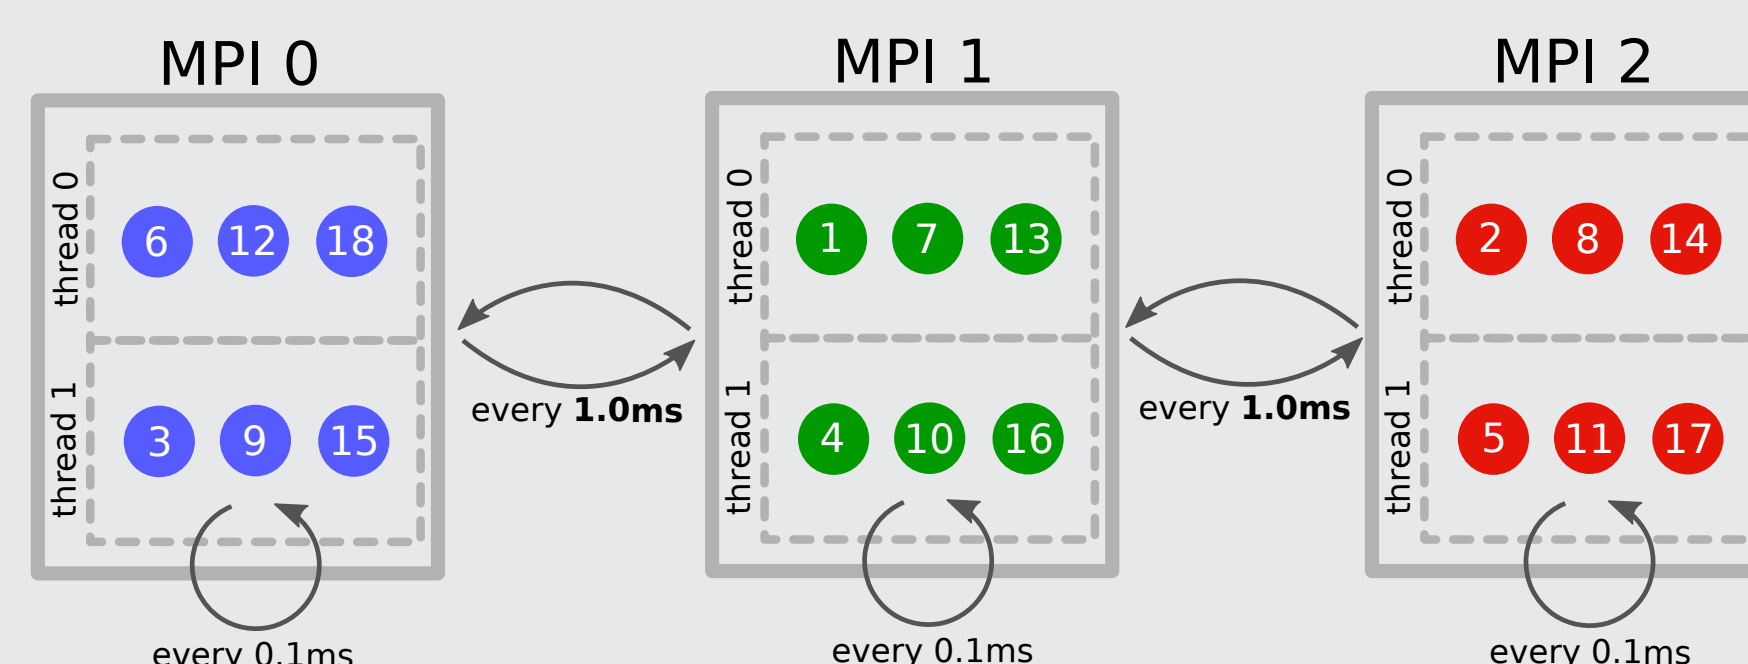 MPI 0
thread 0
6 12 18
thread 1
3 9 15
every 0.1ms
every 1.0ms
MPI 1
thread 0
1 7 13
thread 1
4 10 16
every 0.1ms
every 1.0ms
MPI 2
thread 0
2 8 14
thread 1
5 11 17
every 0.1ms